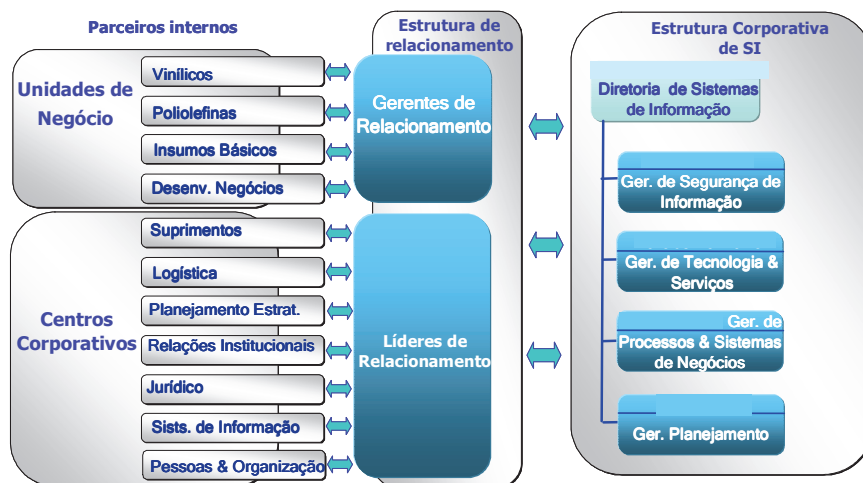 Parceiros internos
Unidades de
Negócio
Vinílicos
Poliolefinas
Insumos Básicos
Desenv. Negócios
Centros
Corporativos
Suprimentos
Logística
Planejamento Estrat.
Relações Institucionais
Jurídico
Sists. de Informação
Pessoas & Organização
Estrutura de
relacionamento
Gerentes de
Relacionamento
Líderes de
Relacionamento
Estrutura Corporativa
de SI
Diretoria de Sistemas
de Informação
Ger. de Segurança de
Informação
Ger. de Tecnologia &
Serviços
Ger. de
Processos & Sistemas
de Negócios
Ger. Planejamento